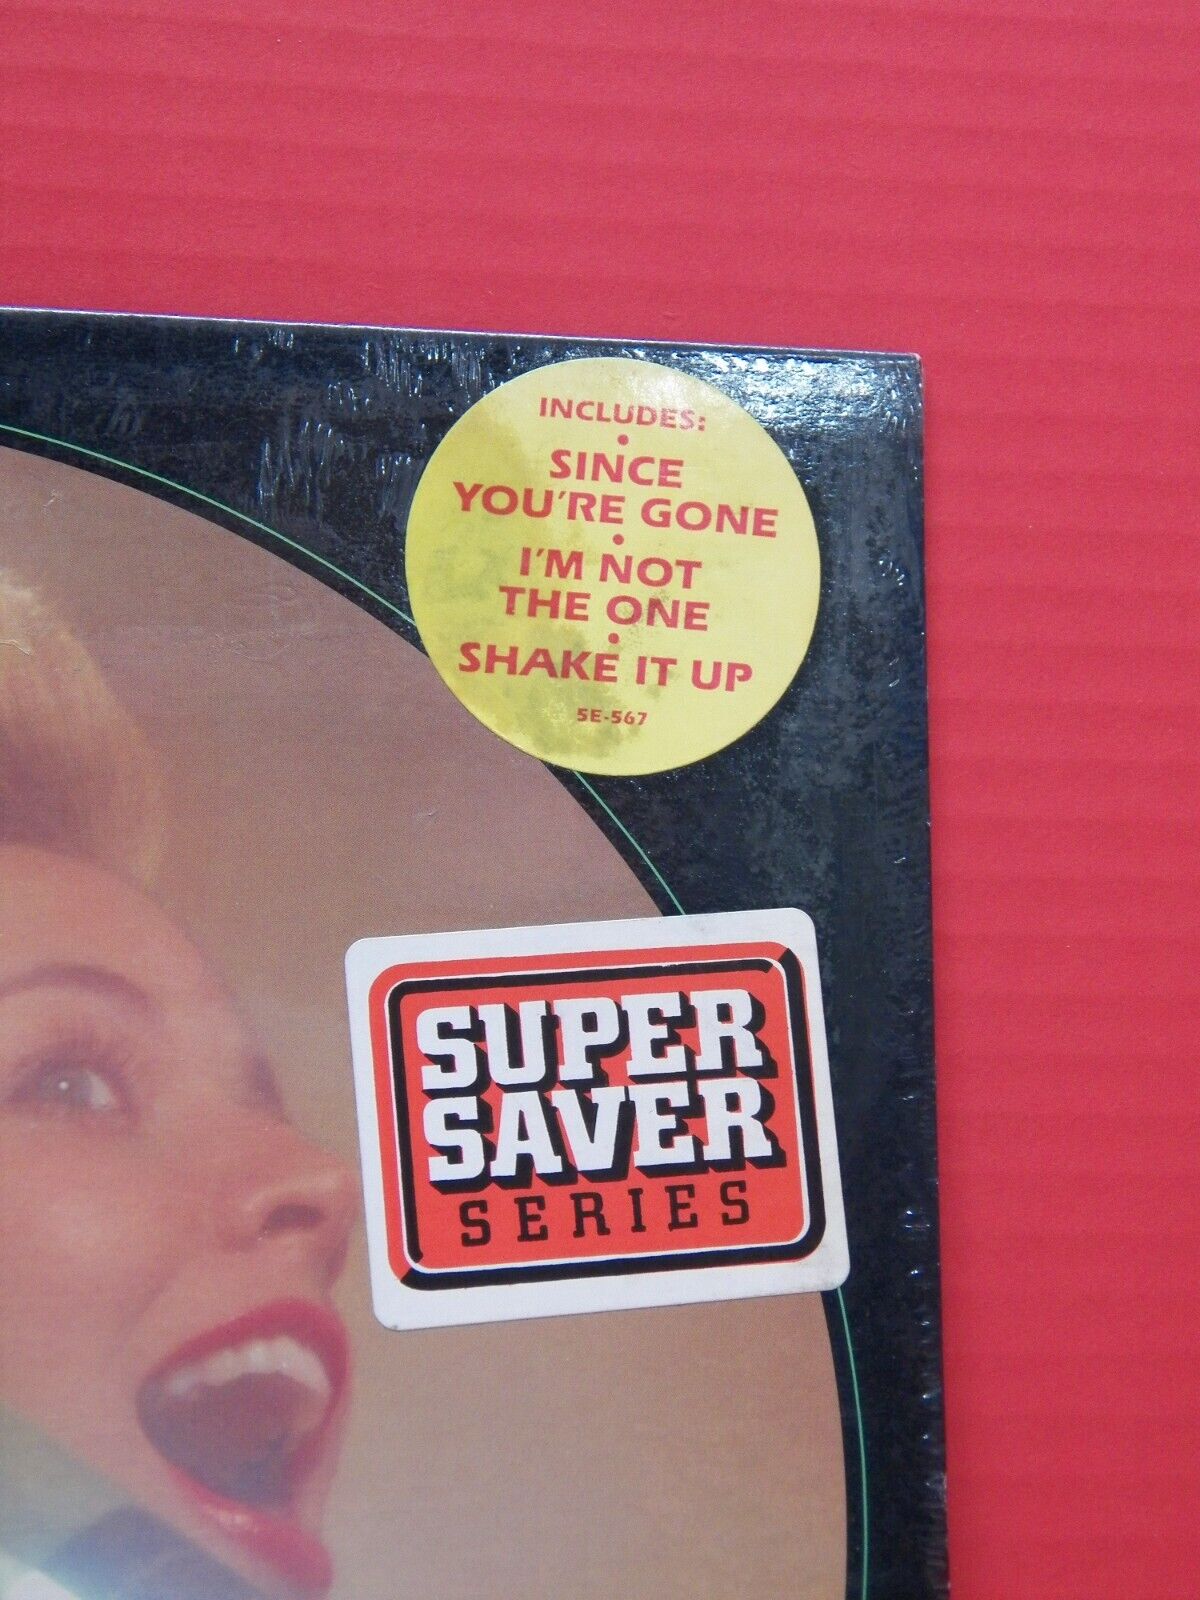 INCLUDES:
•
SINCE
YOU'RE GONE
•
I'M NOT
THE ONE
•
SHAKE IT UP
5E-567
SUPER
SAVER
SERIES